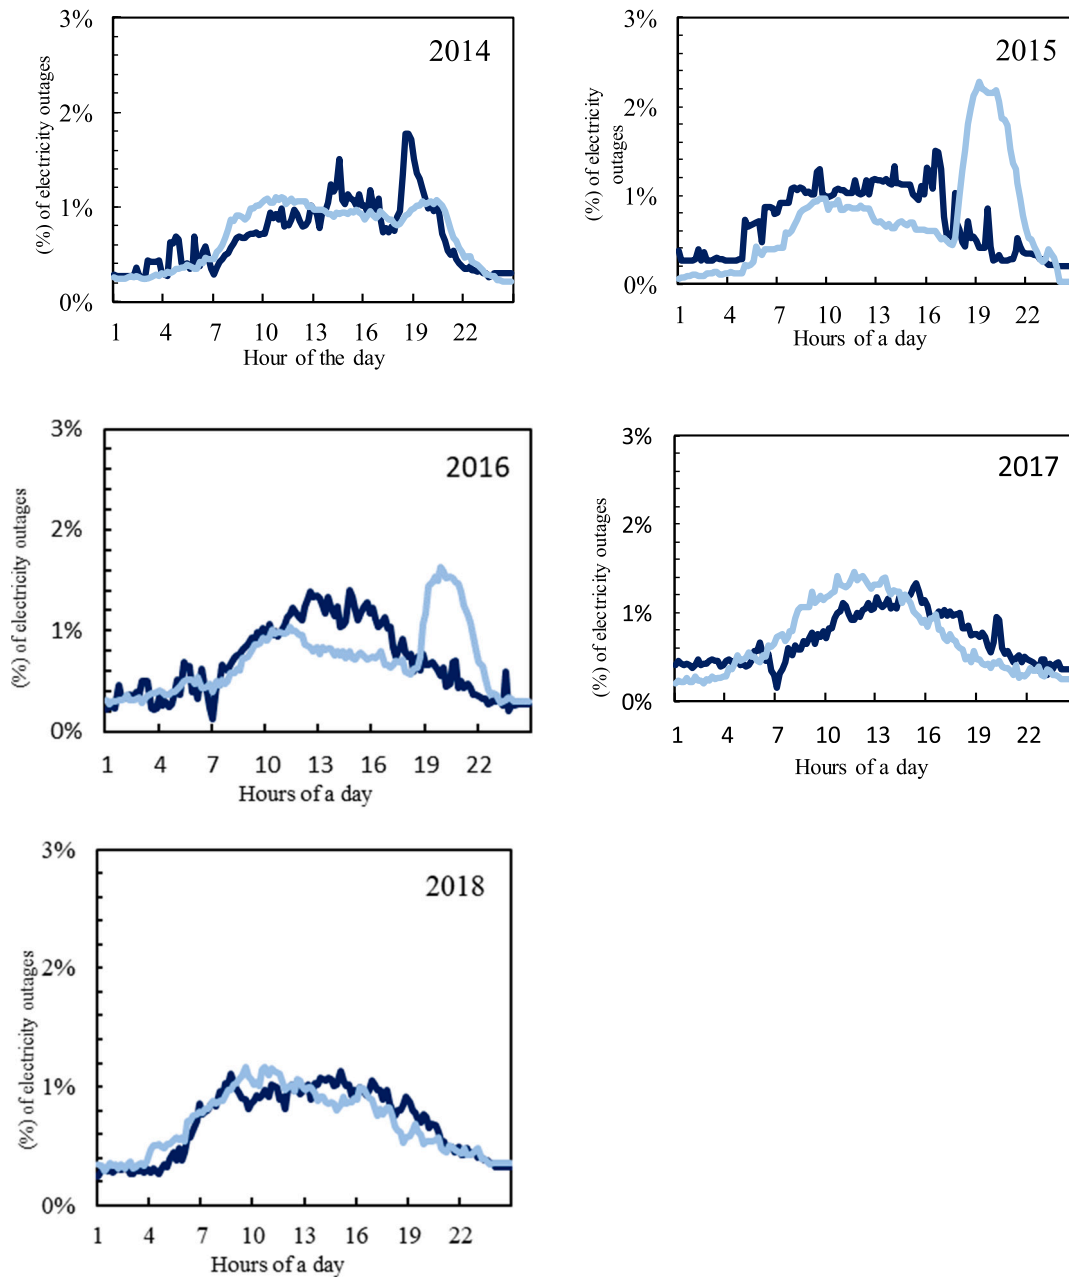 3%
2014
2%
1%
0%
(%) of electricity outages
1 4 7 10 13 16 19 22
Hour of the day
3%
2015
2%
1%
0%
(%) of electricity
outages
1 4 7 10 13 16 19 22
Hours of a day
3%
2016
2%
1%
0%
(%) of electricity outages
1 4 7 10 13 16 19 22
Hours of a day
3%
2017
2%
1%
0%
(%) of electricity outages
1 4 7 10 13 16 19 22
Hours of a day
3%
2018
2%
1%
0%
(%) of electricity outages
1 4 7 10 13 16 19 22
Hours of a day